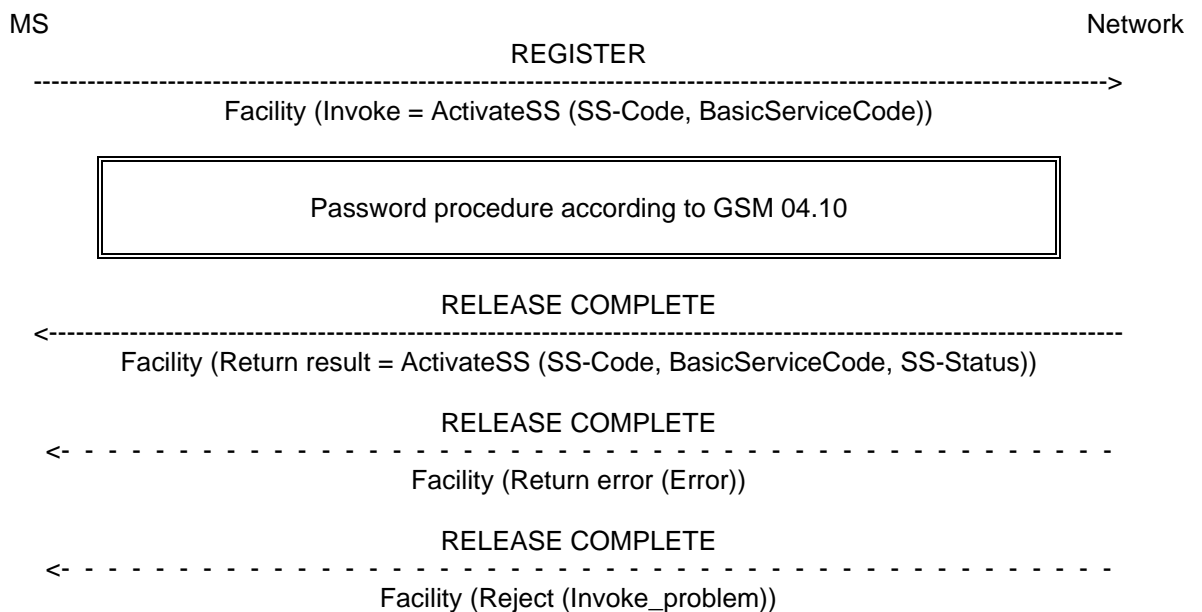 MS Network
REGISTER
Facility (Invoke = ActivateSS (SS-Code, BasicServiceCode))
Password procedure according to GSM 04.10
RELEASE COMPLETE
Facility (Return result = ActivateSS (SS-Code, BasicServiceCode, SS-Status))
RELEASE COMPLETE
Facility (Return error (Error))
RELEASE COMPLETE
Facility (Reject (Invoke_problem))